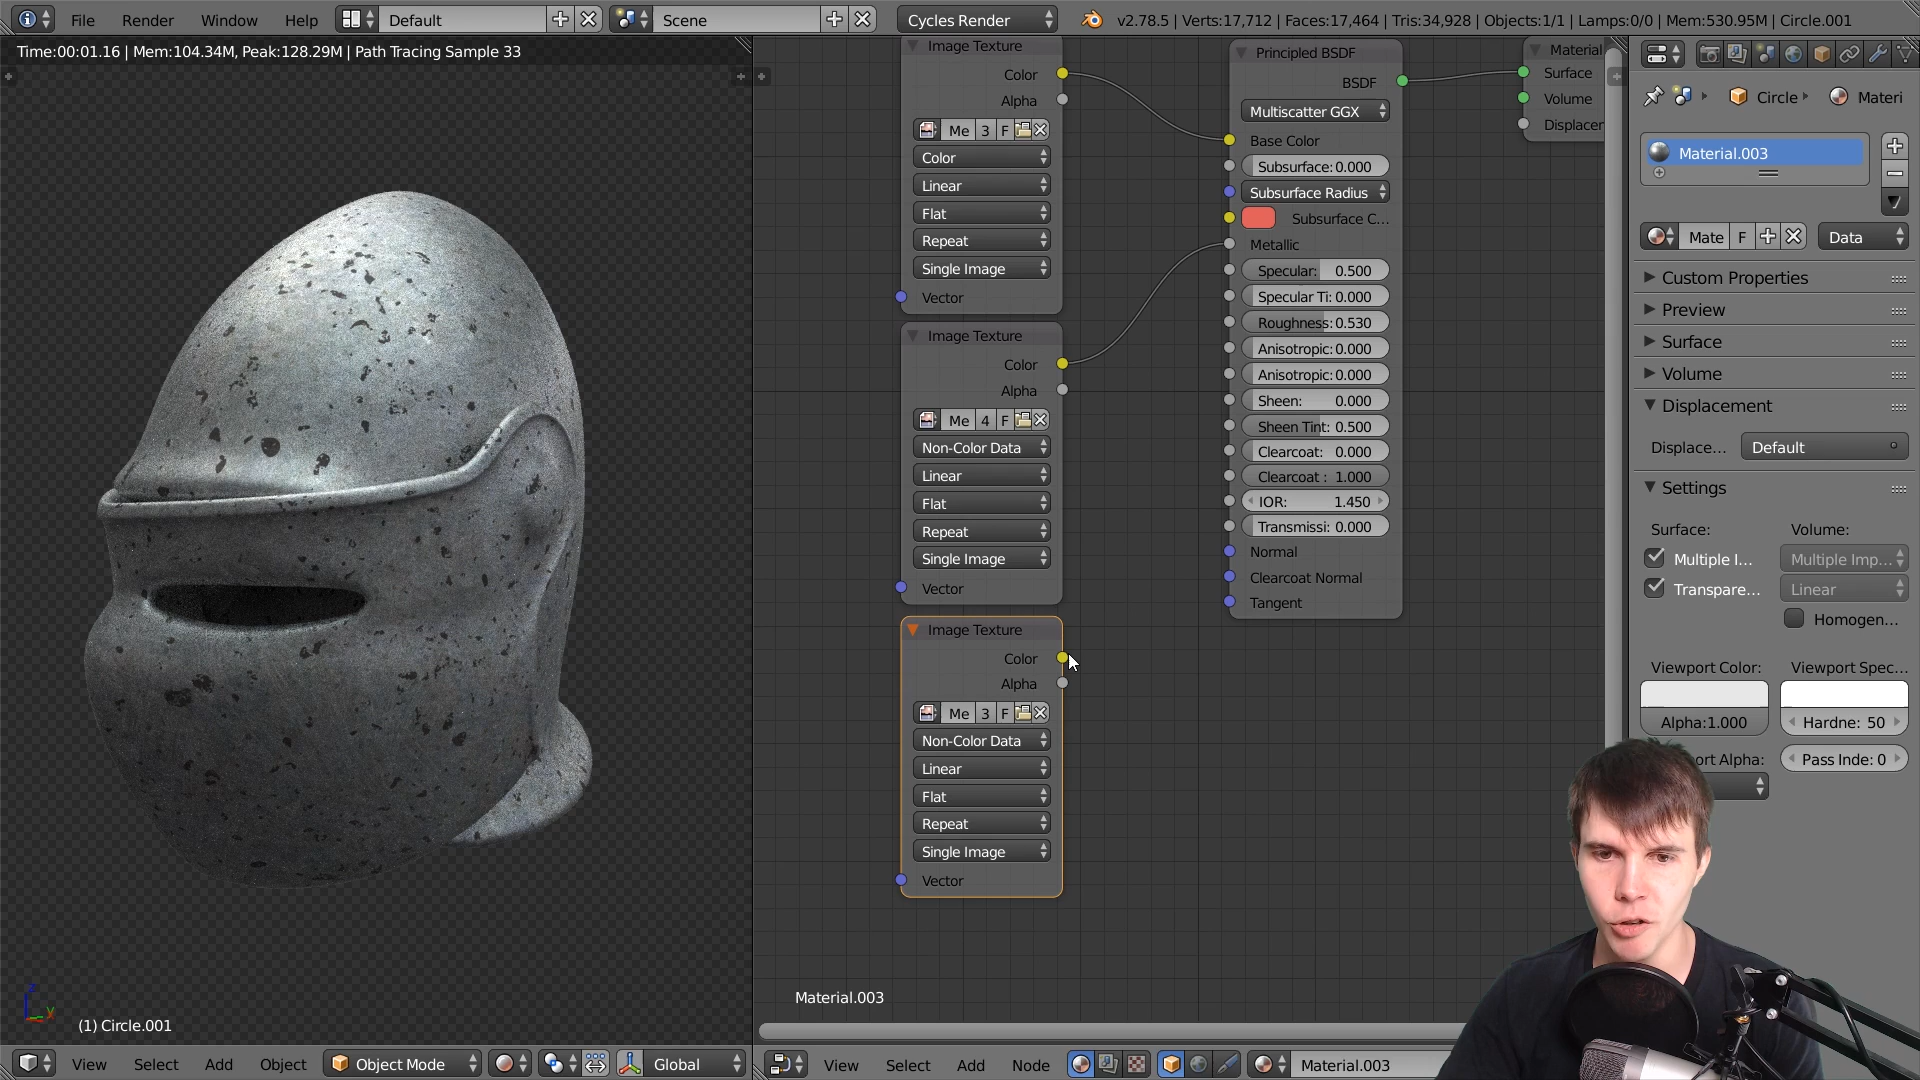 File Render Window Help Default Scene Cycles Render v2.78.5 | Verts:17,712 | Faces:17,464 | Tris:34,928 | Objects:1/1 | Lamps:0/0 | Mem:530.95M | Circle.001
Time:00:01.16 | Mem:104.34M, Peak:128.29M | Path Tracing Sample 33
(1) Circle.001
View Select Add Object Object Mode Global
Image Texture
Color
Alpha
Me 3 F
Color
Linear
Flat
Repeat
Single Image
Vector
Image Texture
Color
Alpha
Me 4 F
Non-Color Data
Linear
Flat
Repeat
Single Image
Vector
Image Texture
Color
Alpha
Me 3 F
Non-Color Data
Linear
Flat
Repeat
Single Image
Vector
Principled BSDF
BSDF
Multiscatter GGX
Base Color
Subsurface: 0.000
Subsurface Radius
Subsurface C...
Metallic
Specular: 0.500
Specular Ti: 0.000
Roughness: 0.530
Anisotropic: 0.000
Anisotropic: 0.000
Sheen: 0.000
Sheen Tint: 0.500
Clearcoat: 0.000
Clearcoat : 1.000
IOR: 1.450
Transmissi: 0.000
Normal
Clearcoat Normal
Tangent
Material
Surface
Volume
Displacer
Material.003
View Select Add Node Material.003
Circle Materi
Material.003
Mate F Data
Custom Properties
Preview
Surface
Volume
Displacement
Displace... Default
Settings
Surface: Volume:
Multiple I... Multiple Imp...
Transpare... Linear
Homogen...
Viewport Color: Viewport Spec...
Alpha:1.000 Hardne: 50
ort Alpha: Pass Inde: 0